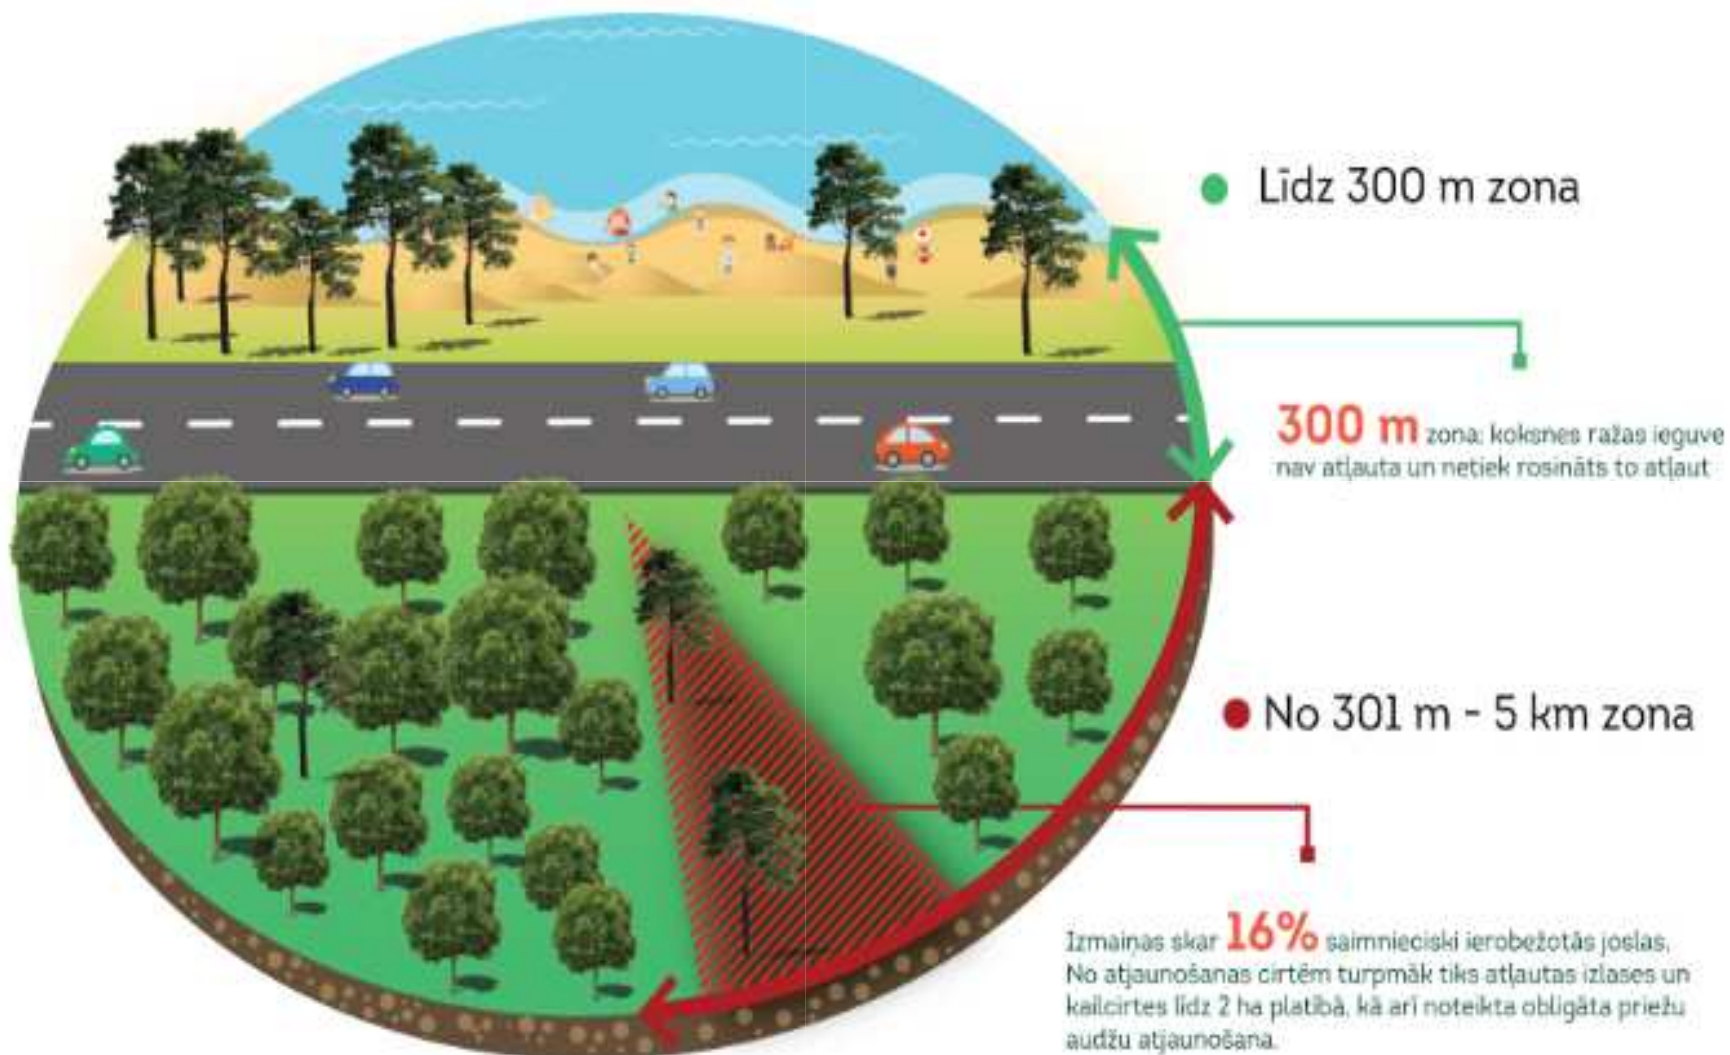 Līdz 300 m zona
300 m zona: koksnes ražas ieguve
nav atļauta un netiek rosināts to atļaut
No 301 m - 5 km zona
Izmaiņas skar 16% saimnieciski ierobežotās joslas.
No atjaunošanas cirtēm turpmāk tiks atļautas izlases un
kailcirtes līdz 2 ha platībā, kā arī noteikta obligāta priežu
audžu atjaunošana.